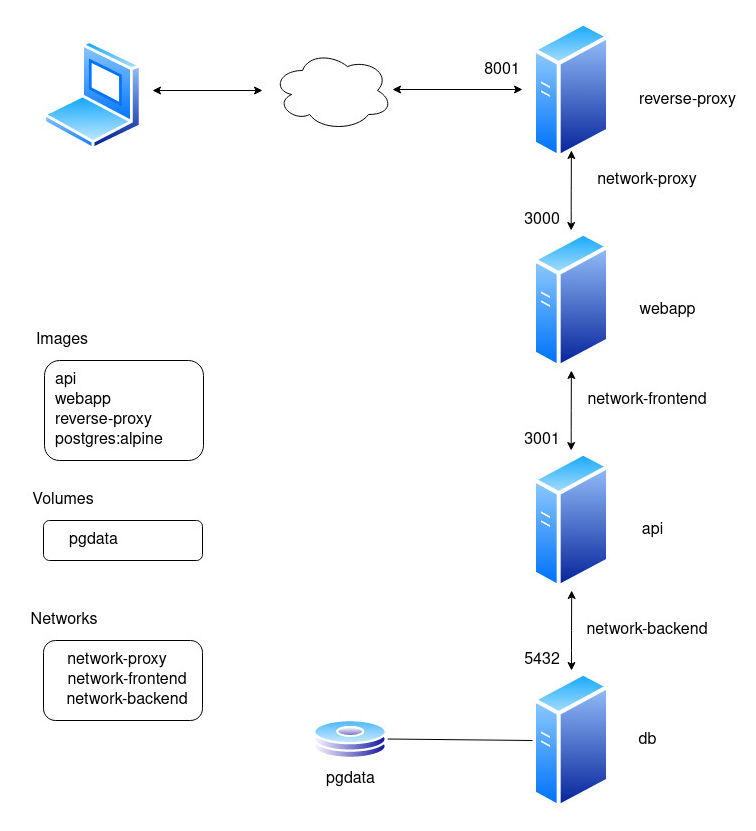 8001
reverse-proxy
network-proxy
3000
webapp
network-frontend
3001
api
network-backend
5432
db
pgdata
Images
api
webapp
reverse-proxy
postgres:alpine
Volumes
pgdata
Networks
network-proxy
network-frontend
network-backend